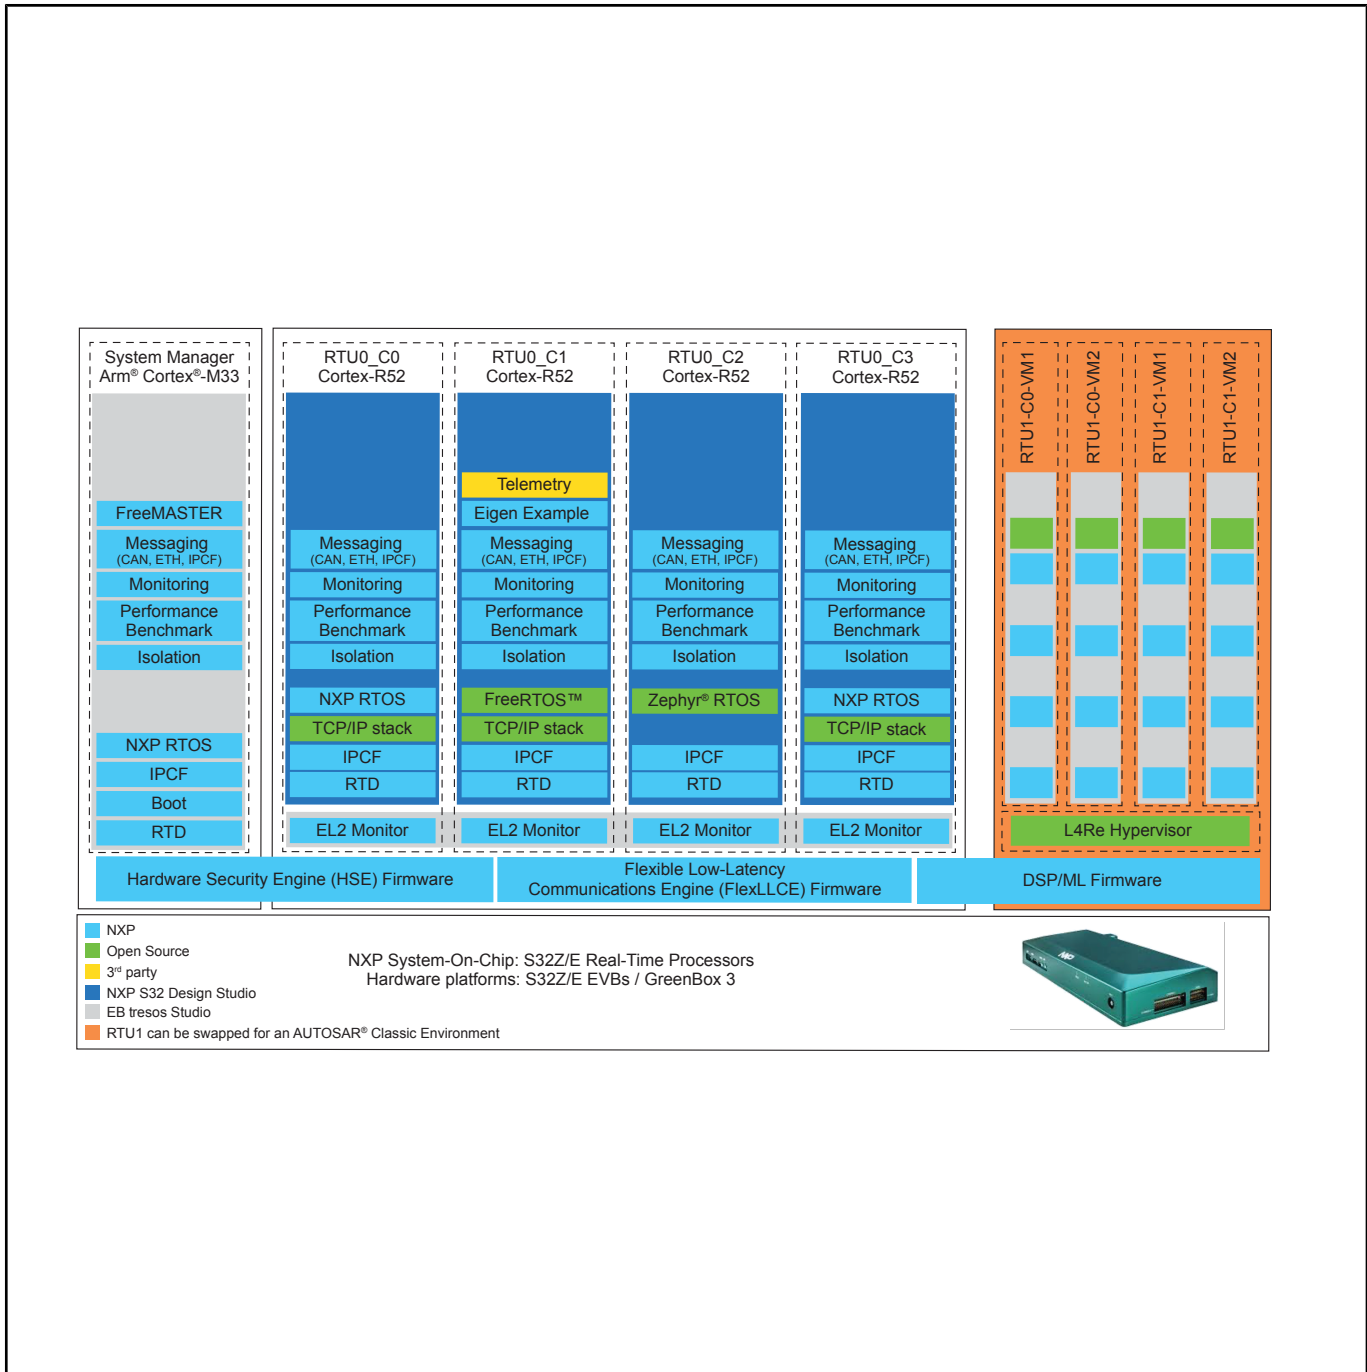 System Manager
Arm® Cortex®-M33
FreeMASTER
Messaging
(CAN, ETH, IPCF)
Monitoring
Performance
Benchmark
Isolation
NXP RTOS
IPCF
Boot
RTD
RTU0_C0
Cortex-R52
Messaging
(CAN, ETH, IPCF)
Monitoring
Performance
Benchmark
Isolation
NXP RTOS
TCP/IP stack
IPCF
RTD
EL2 Monitor
RTU0_C1
Cortex-R52
Telemetry
Eigen Example
Messaging
(CAN, ETH, IPCF)
Monitoring
Performance
Benchmark
Isolation
FreeRTOS™
TCP/IP stack
IPCF
RTD
EL2 Monitor
RTU0_C2
Cortex-R52
Messaging
(CAN, ETH, IPCF)
Monitoring
Performance
Benchmark
Isolation
Zephyr® RTOS
IPCF
RTD
EL2 Monitor
RTU0_C3
Cortex-R52
Messaging
(CAN, ETH, IPCF)
Monitoring
Performance
Benchmark
Isolation
NXP RTOS
TCP/IP stack
IPCF
RTD
EL2 Monitor
RTU1-C0-VM1
RTU1-C0-VM2
RTU1-C1-VM1
RTU1-C1-VM2
L4Re Hypervisor
Hardware Security Engine (HSE) Firmware
Flexible Low-Latency
Communications Engine (FlexLLCE) Firmware
DSP/ML Firmware
NXP
Open Source
3rd party
NXP S32 Design Studio
EB tresos Studio
RTU1 can be swapped for an AUTOSAR® Classic Environment
NXP System-On-Chip: S32Z/E Real-Time Processors
Hardware platforms: S32Z/E EVBs / GreenBox 3
NXP